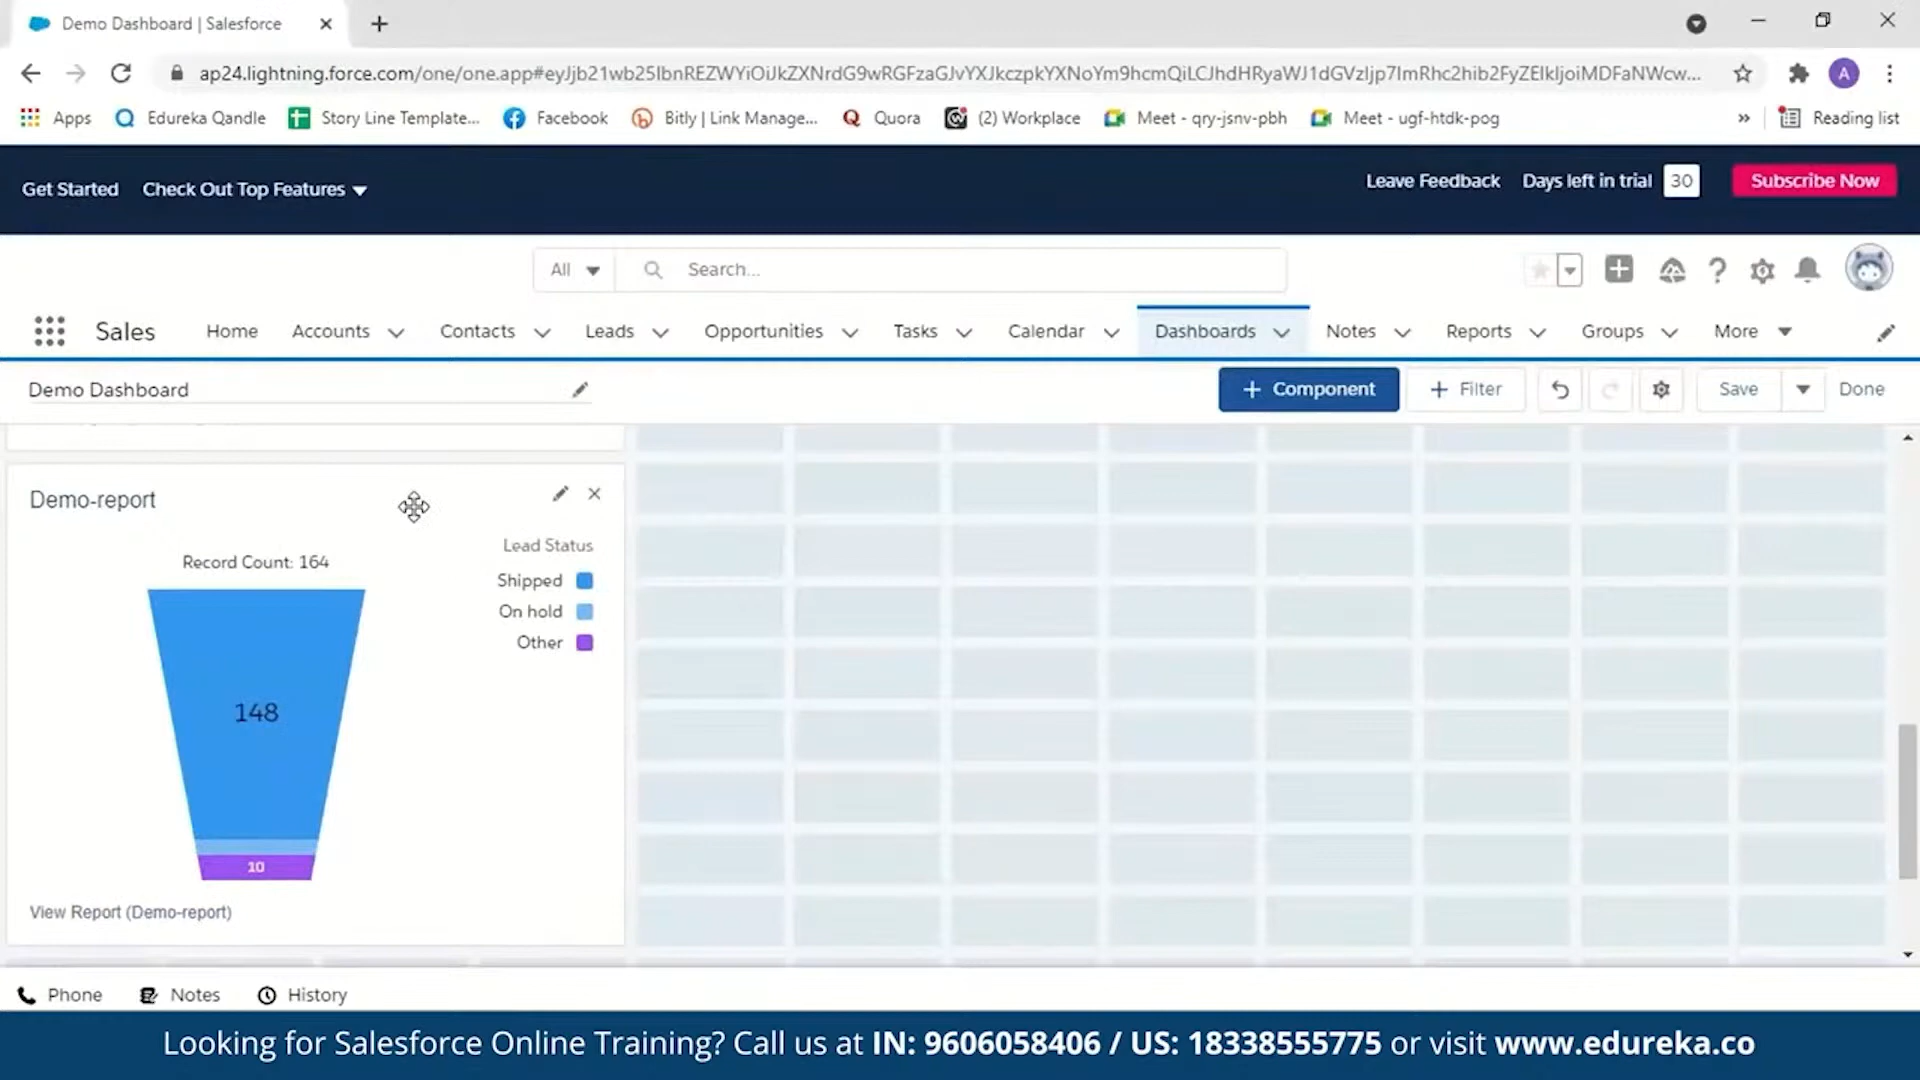 Demo Dashboard | Salesforce
ap24.lightning.force.com/one/one.app#eyJjb21wb25lbnREZWYiOiJkZXNrdG9wRGFzaGJvYXJkczpkYXNoYm9hcmQiLCJhdHRyaWJ1dGVzIjp7ImRhc2hib2FyZElkIjoiMDFaNWcw...
Apps Edureka Qandle Story Line Template... Facebook Bitly | Link Manage... Quora (2) Workplace Meet - qry-jsnv-pbh Meet - ugf-htdk-pog » Reading list
Get Started Check Out Top Features Leave Feedback Days left in trial 30 Subscribe Now
All Search...
Sales Home Accounts Contacts Leads Opportunities Tasks Calendar Dashboards Notes Reports Groups More
Demo Dashboard + Component + Filter Save Done
Demo-report
Lead Status
Record Count: 164
Shipped
On hold
Other
148
10
View Report (Demo-report)
Phone Notes History
Looking for Salesforce Online Training? Call us at IN: 9606058406 / US: 18338555775 or visit www.edureka.co